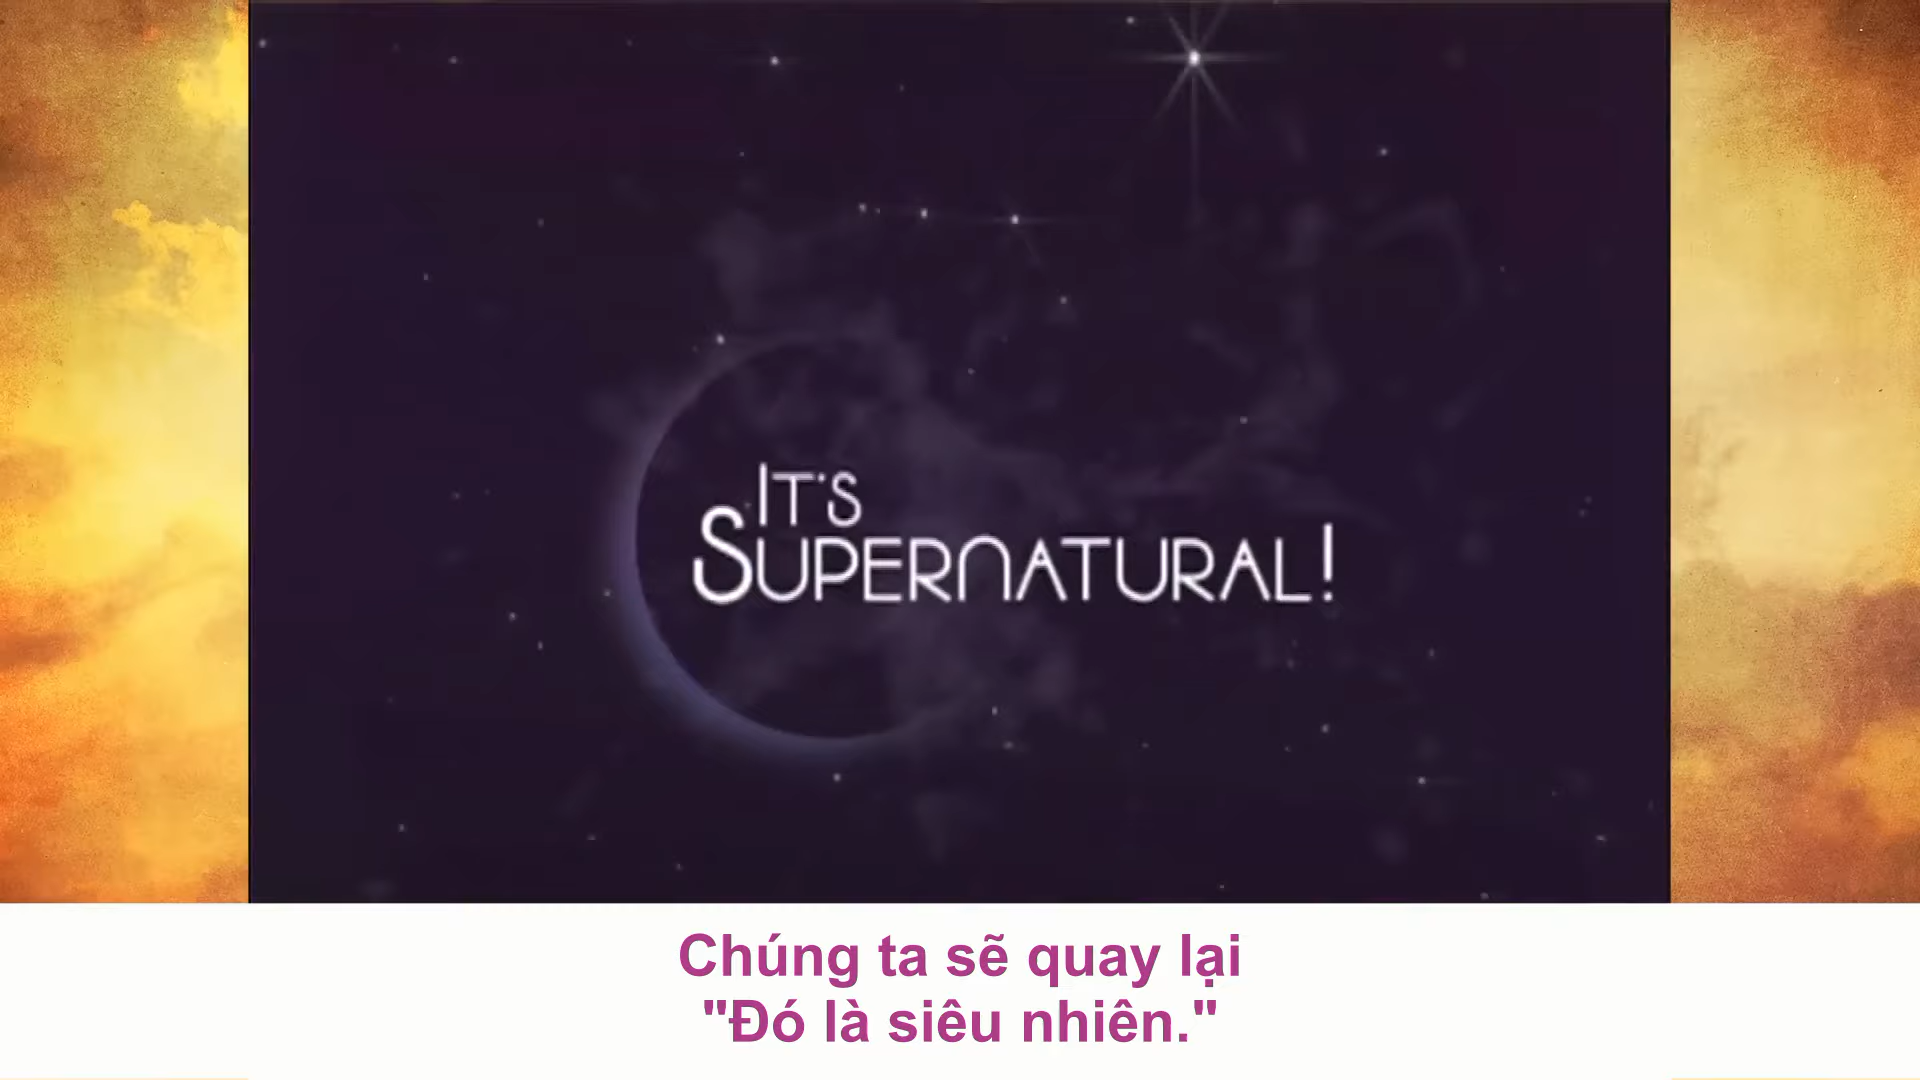 IT'S
SUPERNATURAL!
Chúng ta sẽ quay lại
"Đó là siêu nhiên."